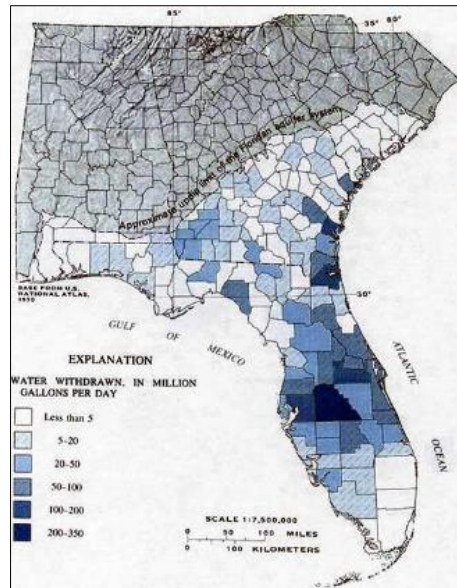 85°
35° 80°
Approximate updip limit of the Floridan aquifer system
BASE FROM U.S.
NATIONAL ATLAS,
1970
30°
GULF OF MEXICO
ATLANTIC OCEAN
EXPLANATION
WATER WITHDRAWN, IN MILLION
GALLONS PER DAY
Less than 5
5-20
20-50
50-100
100-200
200-350
SCALE 1:7,500,000
0 50 100 MILES
0 100 KILOMETERS